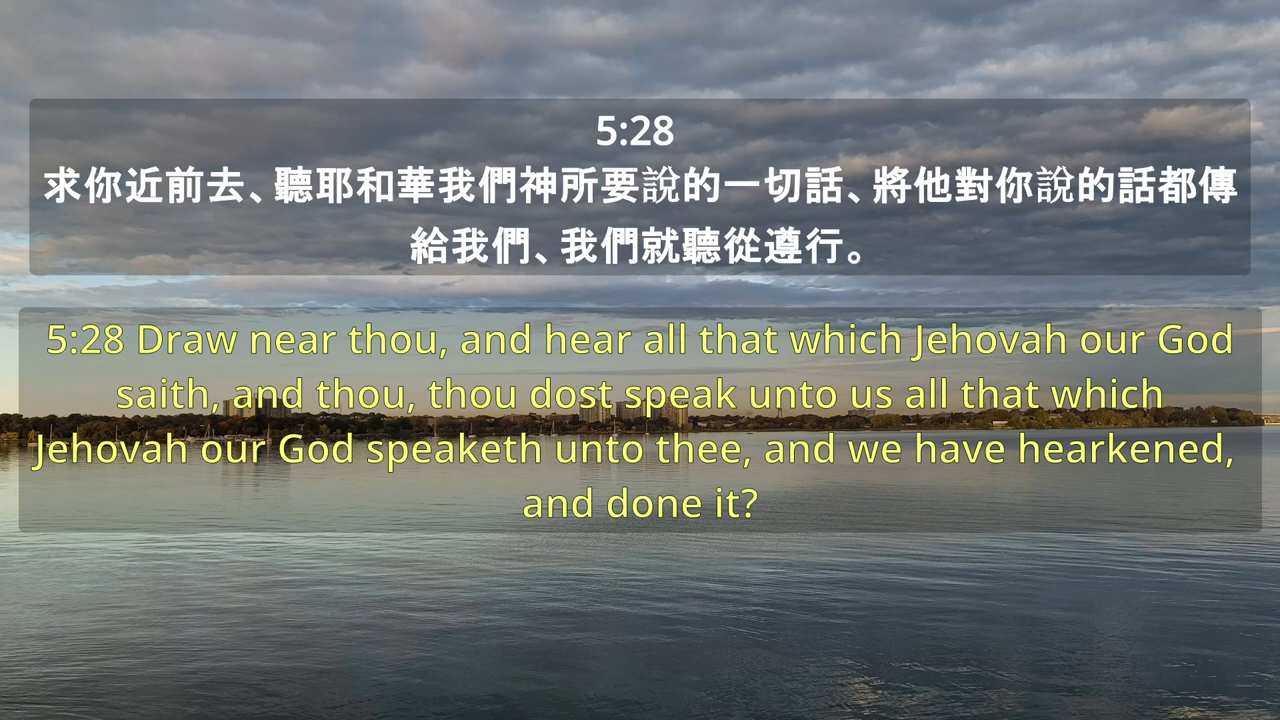 5:28
求你近前去、聽耶和華我們神所要說的一切話、將他對你說的話都傳
給我們、我們就聽從遵行。
5:28 Draw near thou, and hear all that which Jehovah our God
saith, and thou, thou dost speak unto us all that which
Jehovah our God speaketh unto thee, and we have hearkened,
and done it?